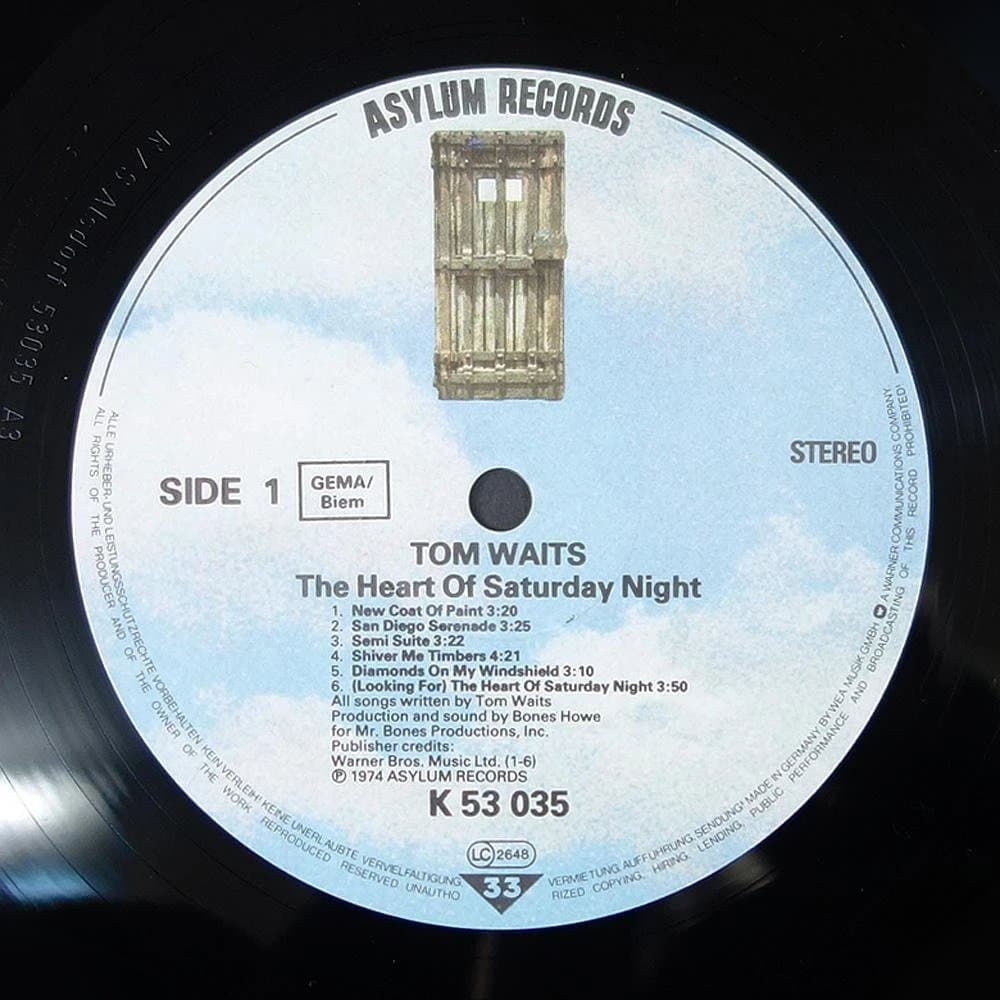 ASYLUM RECORDS
SIDE 1
GEMA/
Biem
STEREO
TOM WAITS
The Heart Of Saturday Night
1. New Coat Of Paint 3:20
2. San Diego Serenade 3:25
3. Semi Suite 3:22
4. Shiver Me Timbers 4:21
5. Diamonds On My Windshield 3:10
6. (Looking For) The Heart Of Saturday Night 3:50
All songs written by Tom Waits
Production and sound by Bones Howe
for Mr. Bones Productions, Inc.
Publisher credits:
Warner Bros. Music Ltd. (1-6)
℗ 1974 ASYLUM RECORDS
K 53 035
LC 2648
33
ALLE URHEBER- UND LEISTUNGSSCHUTZRECHTE VORBEHALTEN! KEIN VERLEIH! KEINE UNERLAUBTE VERVIELFÄLTIGUNG, VERMIETUNG, AUFFÜHRUNG, SENDUNG! MADE IN GERMANY BY WEA MUSIK GMBH A WARNER COMMUNICATIONS COMPANY
ALL RIGHTS OF THE PRODUCER AND OF THE OWNER OF THE WORK REPRODUCED RESERVED UNAUTHORIZED COPYING, HIRING, LENDING, PUBLIC PERFORMANCE AND BROADCASTING OF THIS RECORD PROHIBITED!
R/S Alsdorf 53035 A3